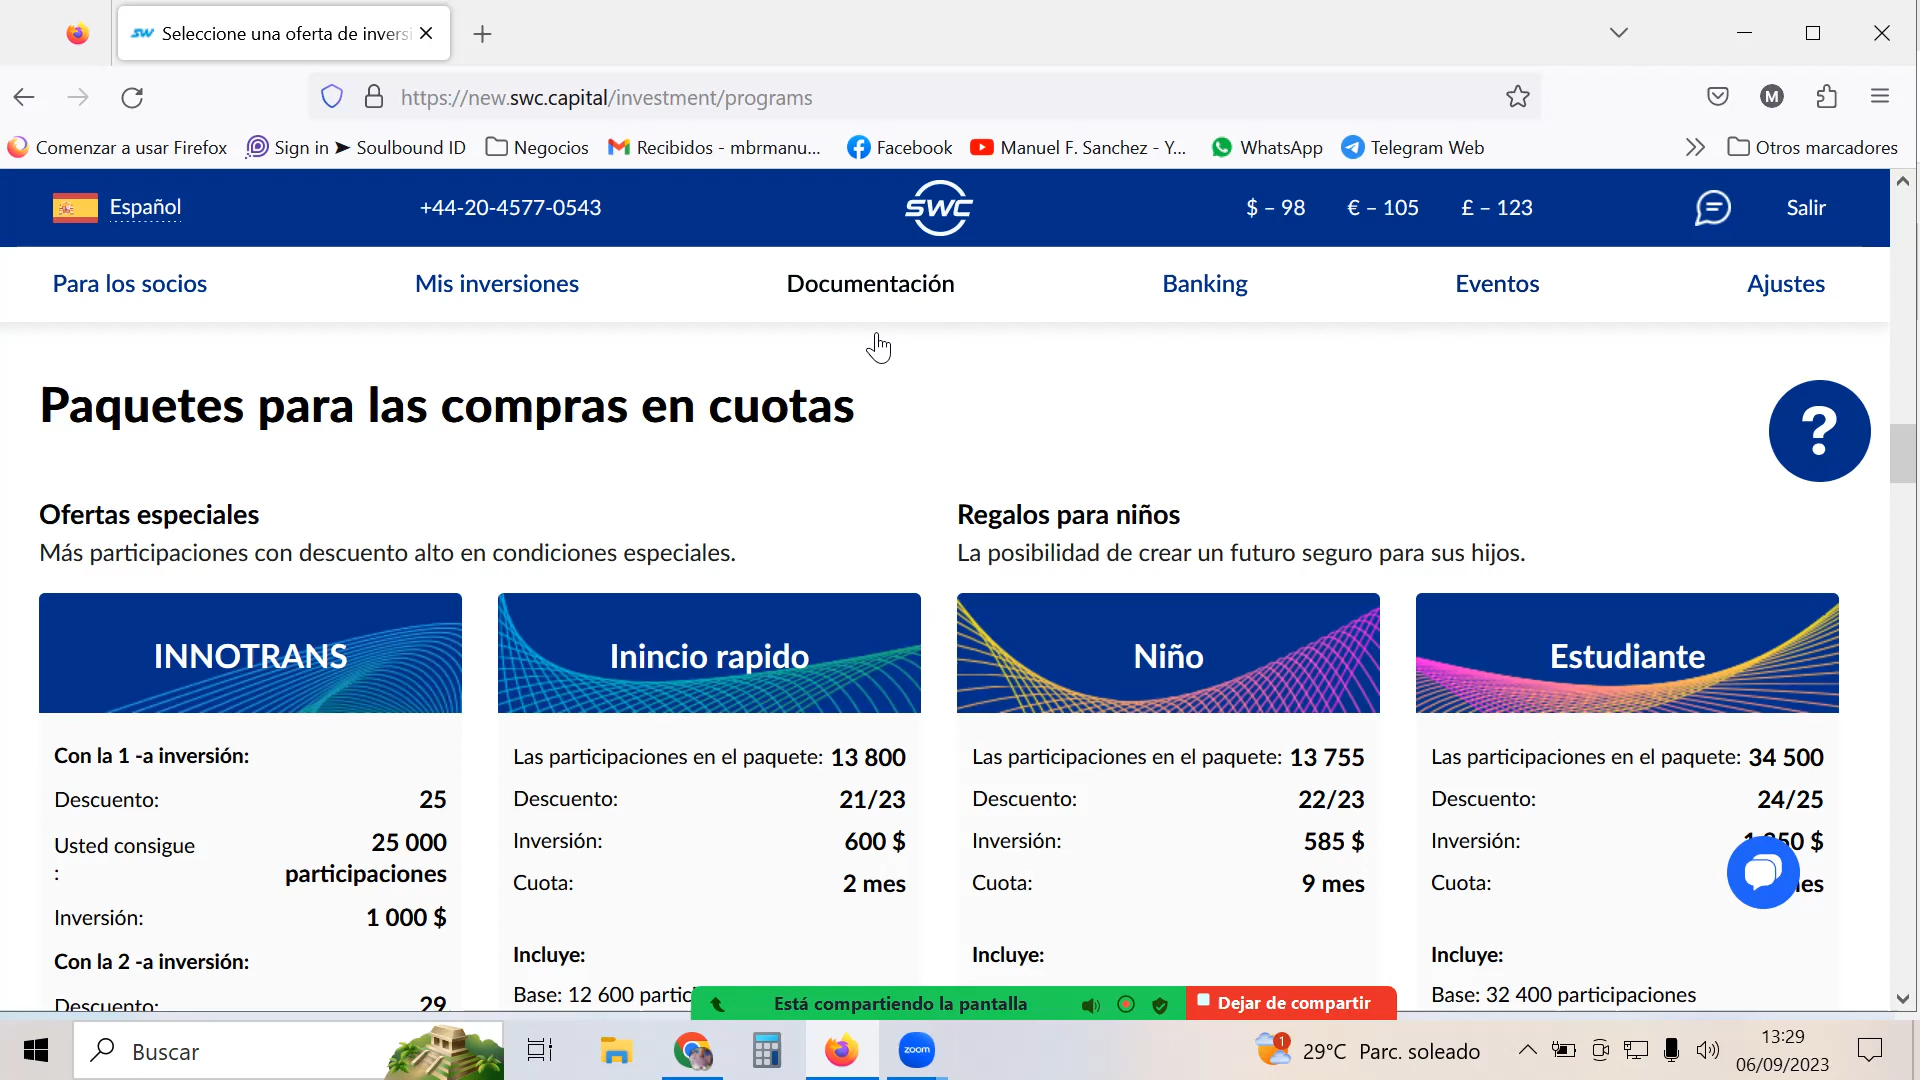 Seleccione una oferta de inversi
https://new.swc.capital/investment/programs
M
Comenzar a usar Firefox
Sign in ➤ Soulbound ID
Negocios
Recibidos - mbrmanu...
Facebook
Manuel F. Sanchez - Y...
WhatsApp
Telegram Web
Otros marcadores
Español
+44-20-4577-0543
SWC
$ – 98
€ – 105
£ – 123
Salir
Para los socios
Mis inversiones
Documentación
Banking
Eventos
Ajustes
Paquetes para las compras en cuotas
?
Ofertas especiales
Más participaciones con descuento alto en condiciones especiales.
Regalos para niños
La posibilidad de crear un futuro seguro para sus hijos.
INNOTRANS
Con la 1 -a inversión:
Descuento: 25
Usted consigue : 25 000 participaciones
Inversión: 1 000 $
Con la 2 -a inversión:
Descuento: 29
Inincio rapido
Las participaciones en el paquete: 13 800
Descuento: 21/23
Inversión: 600 $
Cuota: 2 mes
Incluye:
Base: 12 600 partic
Niño
Las participaciones en el paquete: 13 755
Descuento: 22/23
Inversión: 585 $
Cuota: 9 mes
Incluye:
Estudiante
Las participaciones en el paquete: 34 500
Descuento: 24/25
Inversión: 50 $
Cuota: es
Incluye:
Base: 32 400 participaciones
Está compartiendo la pantalla
Dejar de compartir
Buscar
zoom
1
29°C Parc. soleado
13:29
06/09/2023